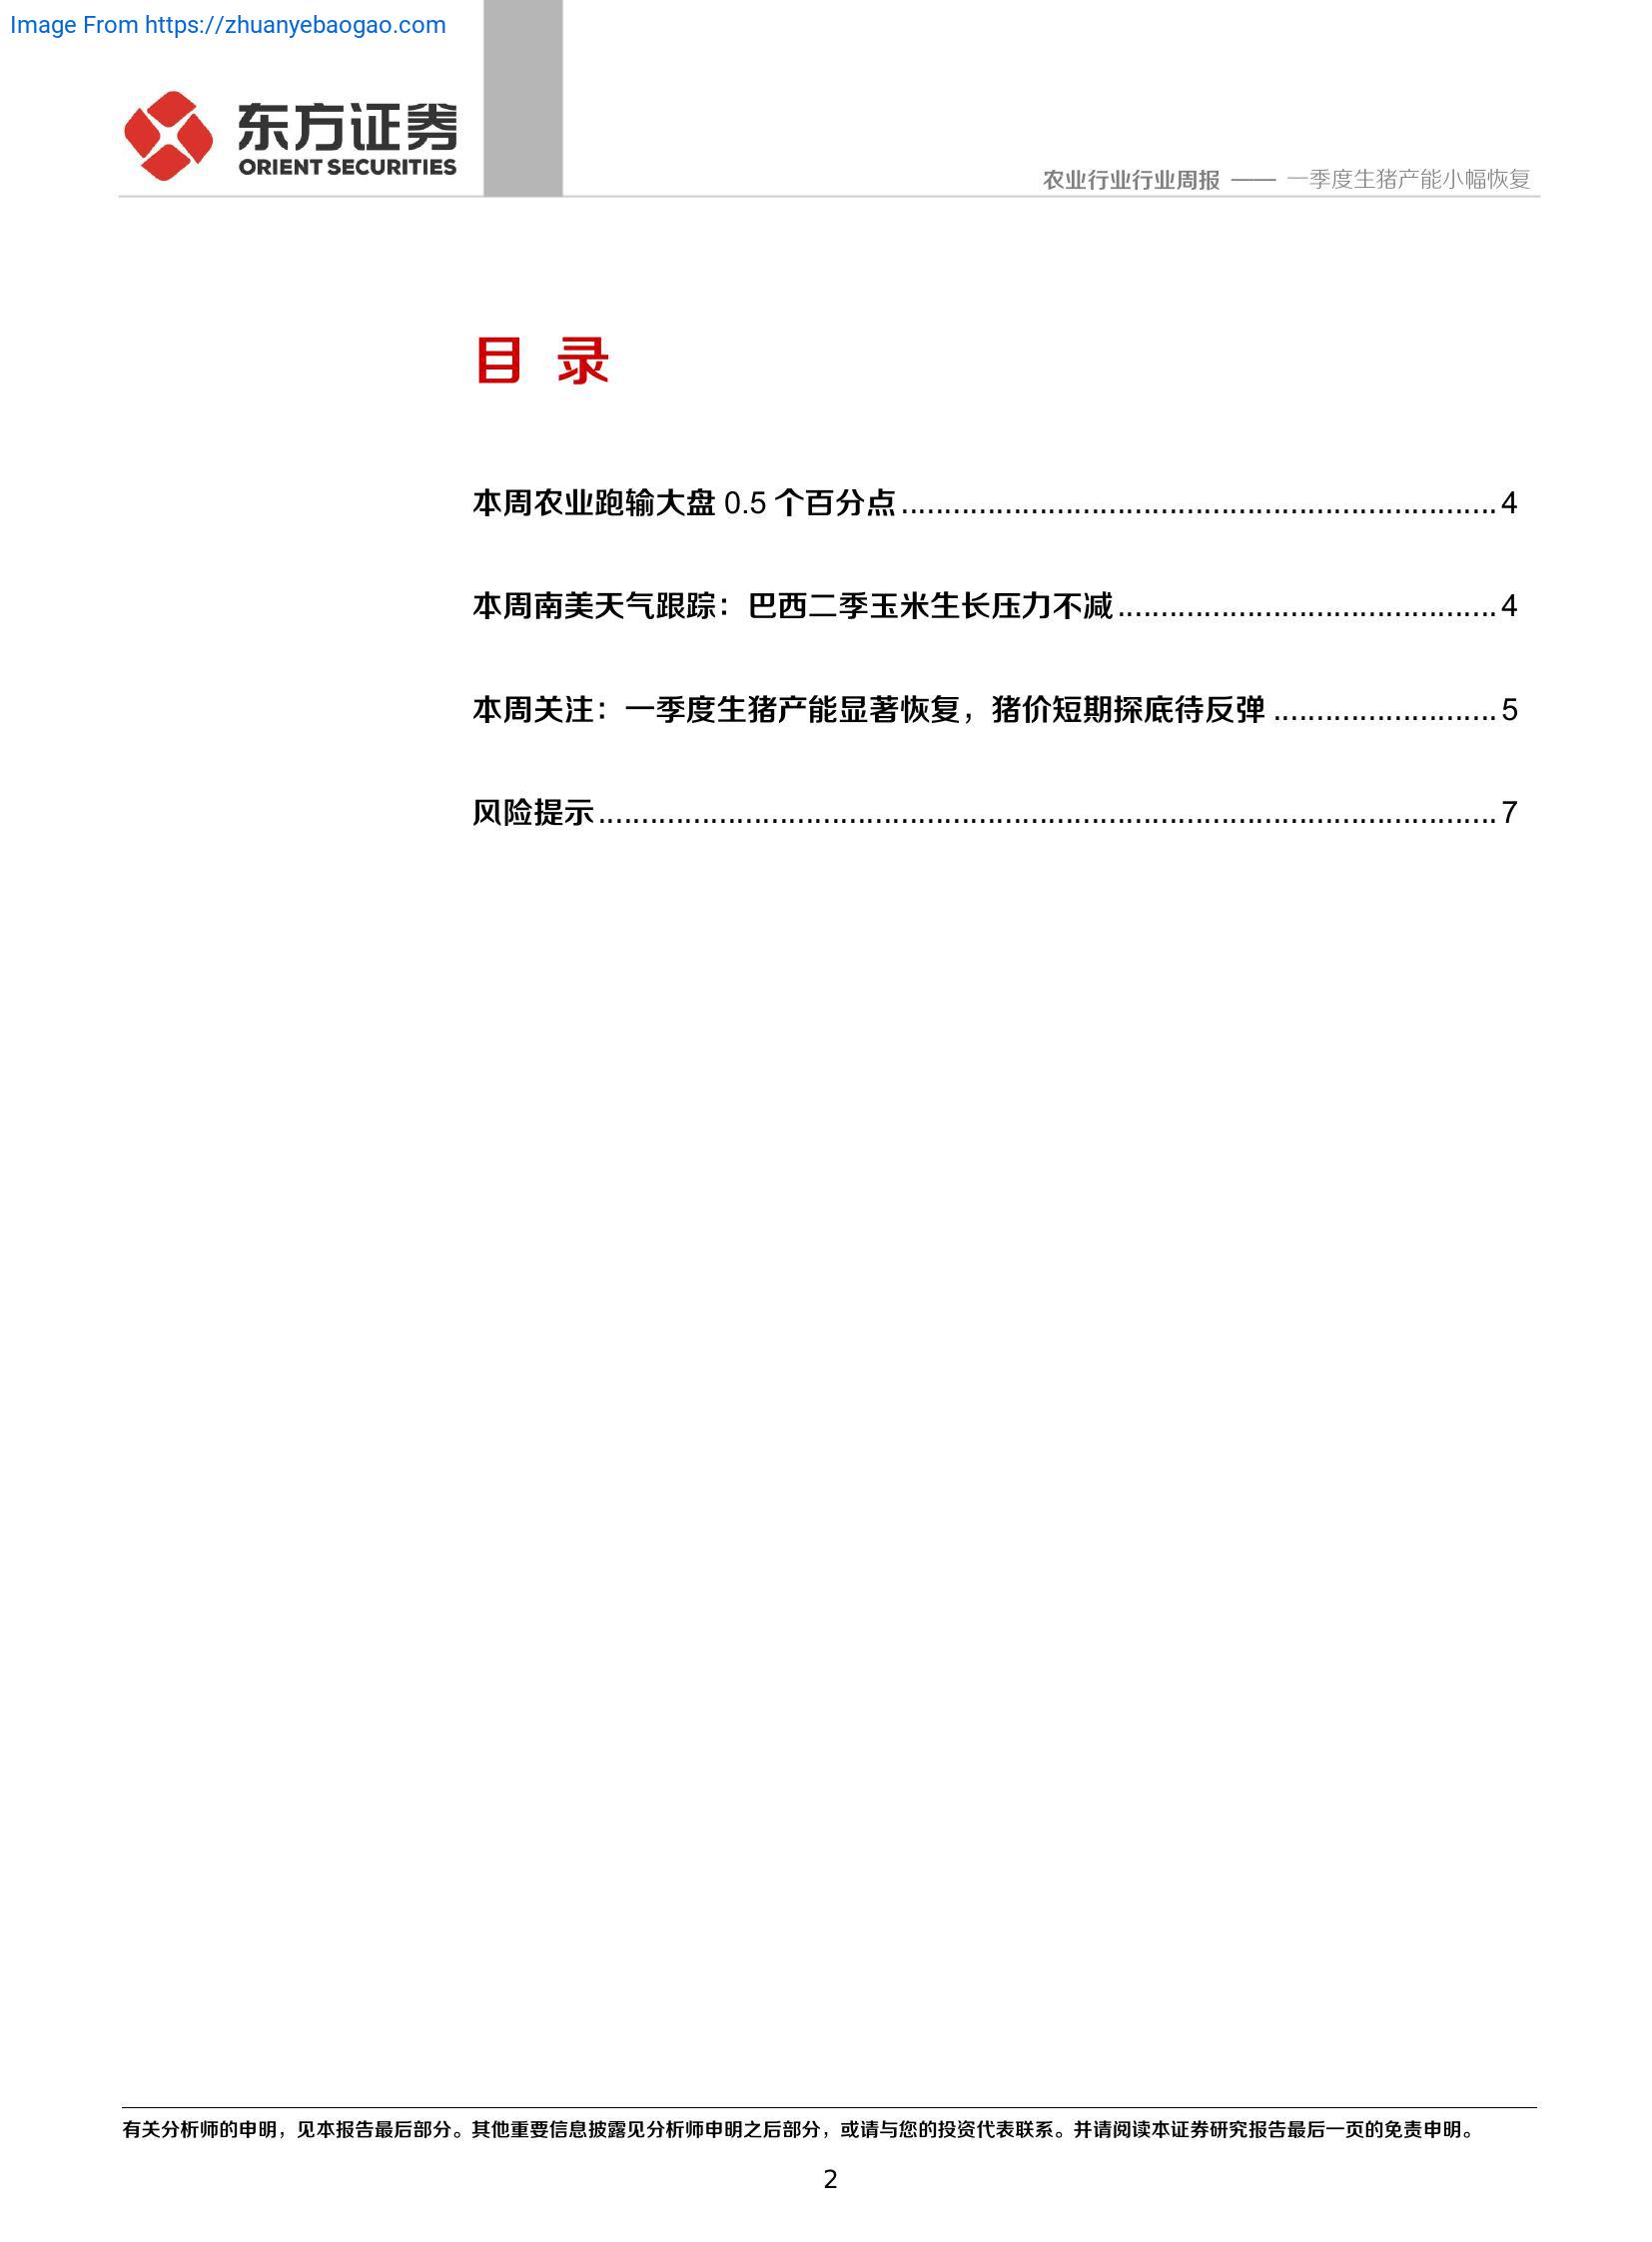 Image From https://zhuanyebaogao.com
东方证券
ORIENT SECURITIES
农业行业行业周报 —— 一季度生猪产能小幅恢复
目 录
本周农业跑输大盘 0.5 个百分点 ..................................................................... 4
本周南美天气跟踪：巴西二季玉米生长压力不减 ............................................ 4
本周关注：一季度生猪产能显著恢复，猪价短期探底待反弹 .......................... 5
风险提示 ........................................................................................................ 7
有关分析师的申明，见本报告最后部分。其他重要信息披露见分析师申明之后部分，或请与您的投资代表联系。并请阅读本证券研究报告最后一页的免责申明。
2